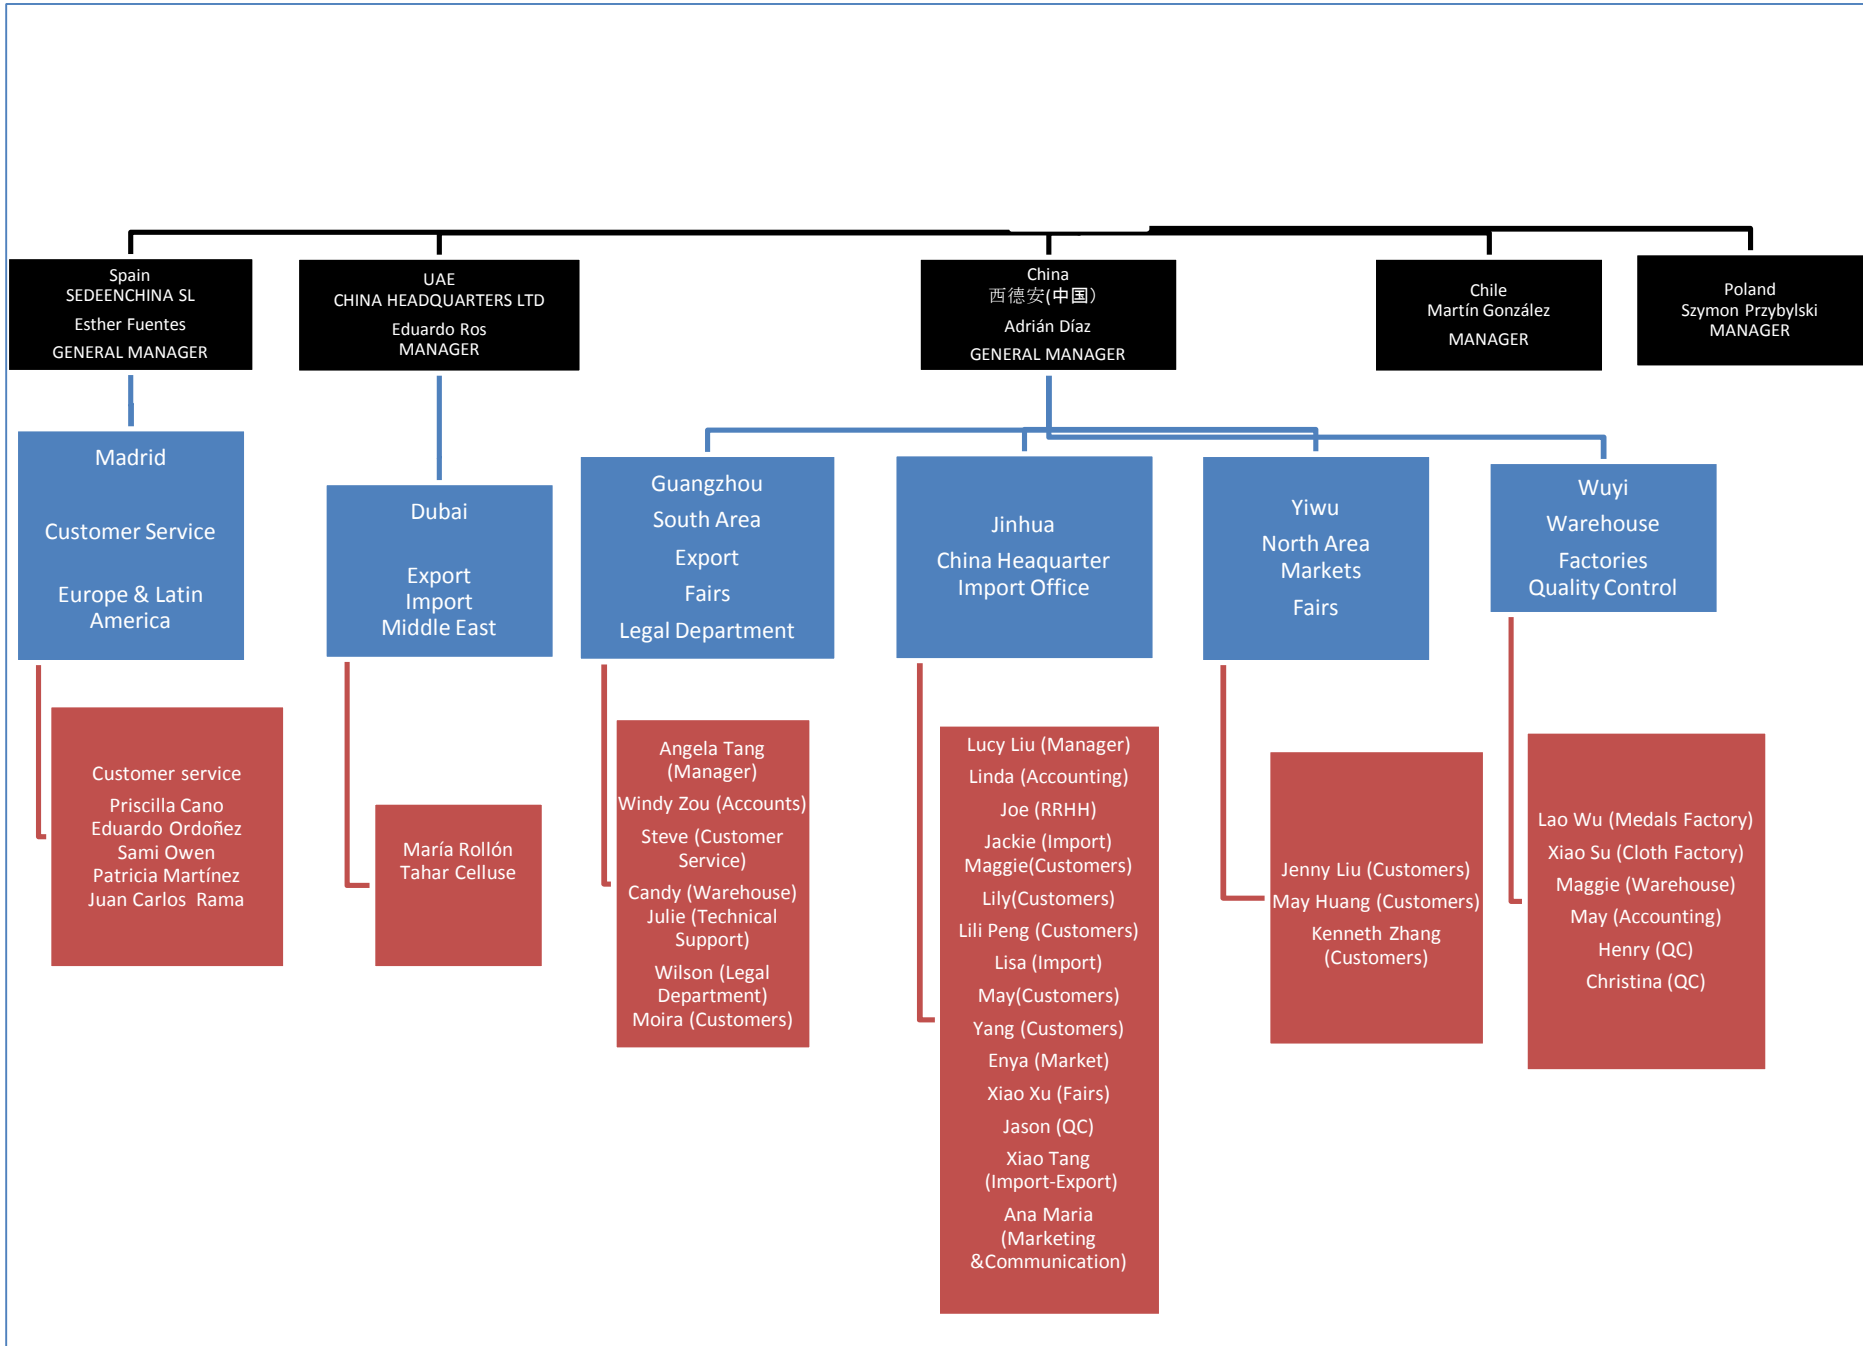 Spain
SEDEENCHINA SL
Esther Fuentes
GENERAL MANAGER
UAE
CHINA HEADQUARTERS LTD
Eduardo Ros
MANAGER
China
西德安(中国）
Adrián Díaz
GENERAL MANAGER
Chile
Martín González
MANAGER
Poland
Szymon Przybylski
MANAGER
Madrid
Customer Service
Europe & Latin
America
Dubai
Export
Import
Middle East
Guangzhou
South Area
Export
Fairs
Legal Department
Jinhua
China Heaquarter
Import Office
Yiwu
North Area
Markets
Fairs
Wuyi
Warehouse
Factories
Quality Control
Customer service
Priscilla Cano
Eduardo Ordoñez
Sami Owen
Patricia Martínez
Juan Carlos Rama
María Rollón
Tahar Celluse
Angela Tang
(Manager)
Windy Zou (Accounts)
Steve (Customer
Service)
Candy (Warehouse)
Julie (Technical
Support)
Wilson (Legal
Department)
Moira (Customers)
Lucy Liu (Manager)
Linda (Accounting)
Joe (RRHH)
Jackie (Import)
Maggie(Customers)
Lily(Customers)
Lili Peng (Customers)
Lisa (Import)
May(Customers)
Yang (Customers)
Enya (Market)
Xiao Xu (Fairs)
Jason (QC)
Xiao Tang
(Import-Export)
Ana Maria
(Marketing
&Communication)
Jenny Liu (Customers)
May Huang (Customers)
Kenneth Zhang
(Customers)
Lao Wu (Medals Factory)
Xiao Su (Cloth Factory)
Maggie (Warehouse)
May (Accounting)
Henry (QC)
Christina (QC)